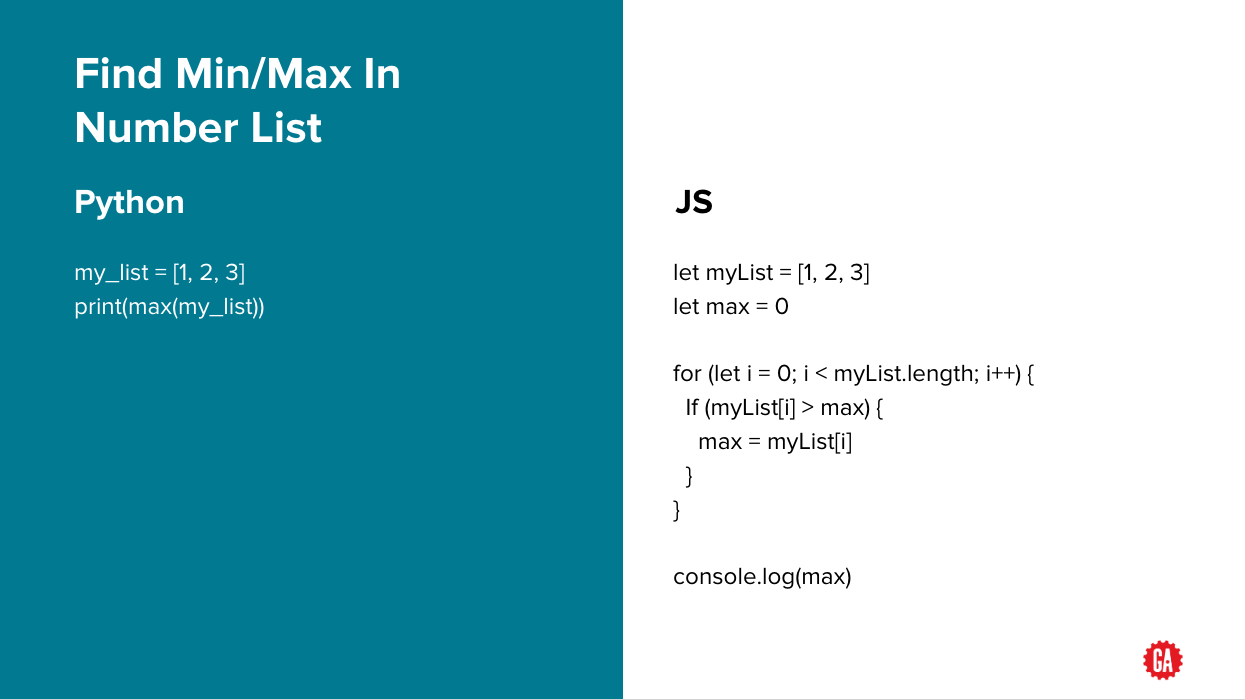 Find Min/Max In
Number List
Python
my_list = [1, 2, 3]
print(max(my_list))
JS
let myList = [1, 2, 3]
let max = 0
for (let i = 0; i < myList.length; i++) {
If (myList[i] > max) {
max = myList[i]
}
}
console.log(max)
GA